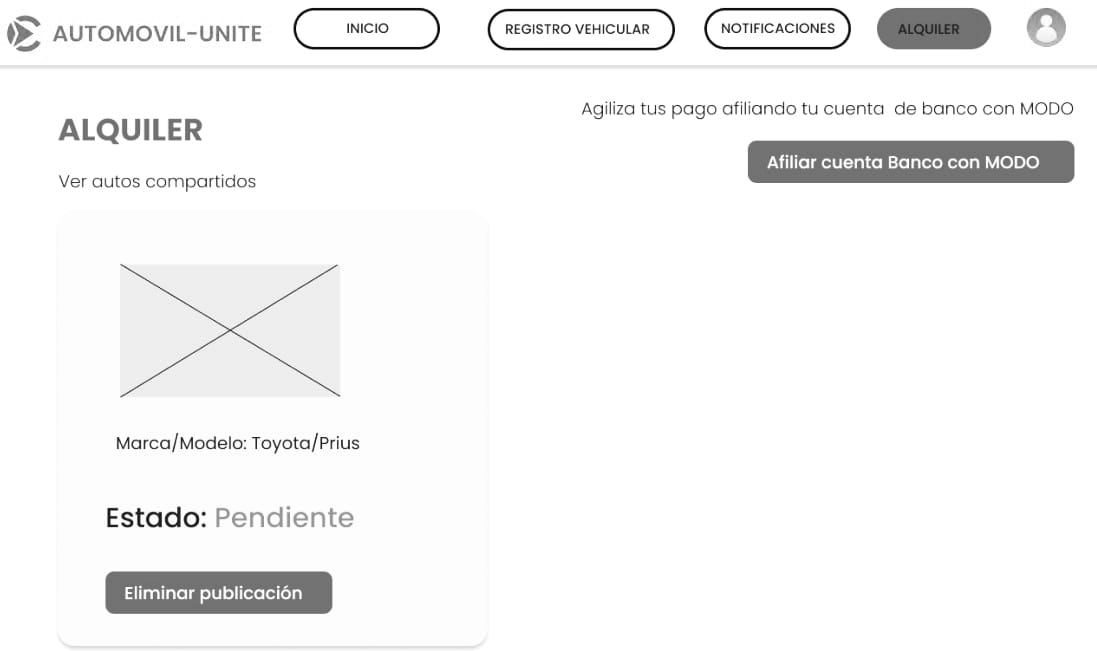 AUTOMOVIL-UNITE
INICIO
REGISTRO VEHICULAR
NOTIFICACIONES
ALQUILER
Agiliza tus pago afiliando tu cuenta de banco con MODO
ALQUILER
Afiliar cuenta Banco con MODO
Ver autos compartidos
Marca/Modelo: Toyota/Prius
Estado: Pendiente
Eliminar publicación